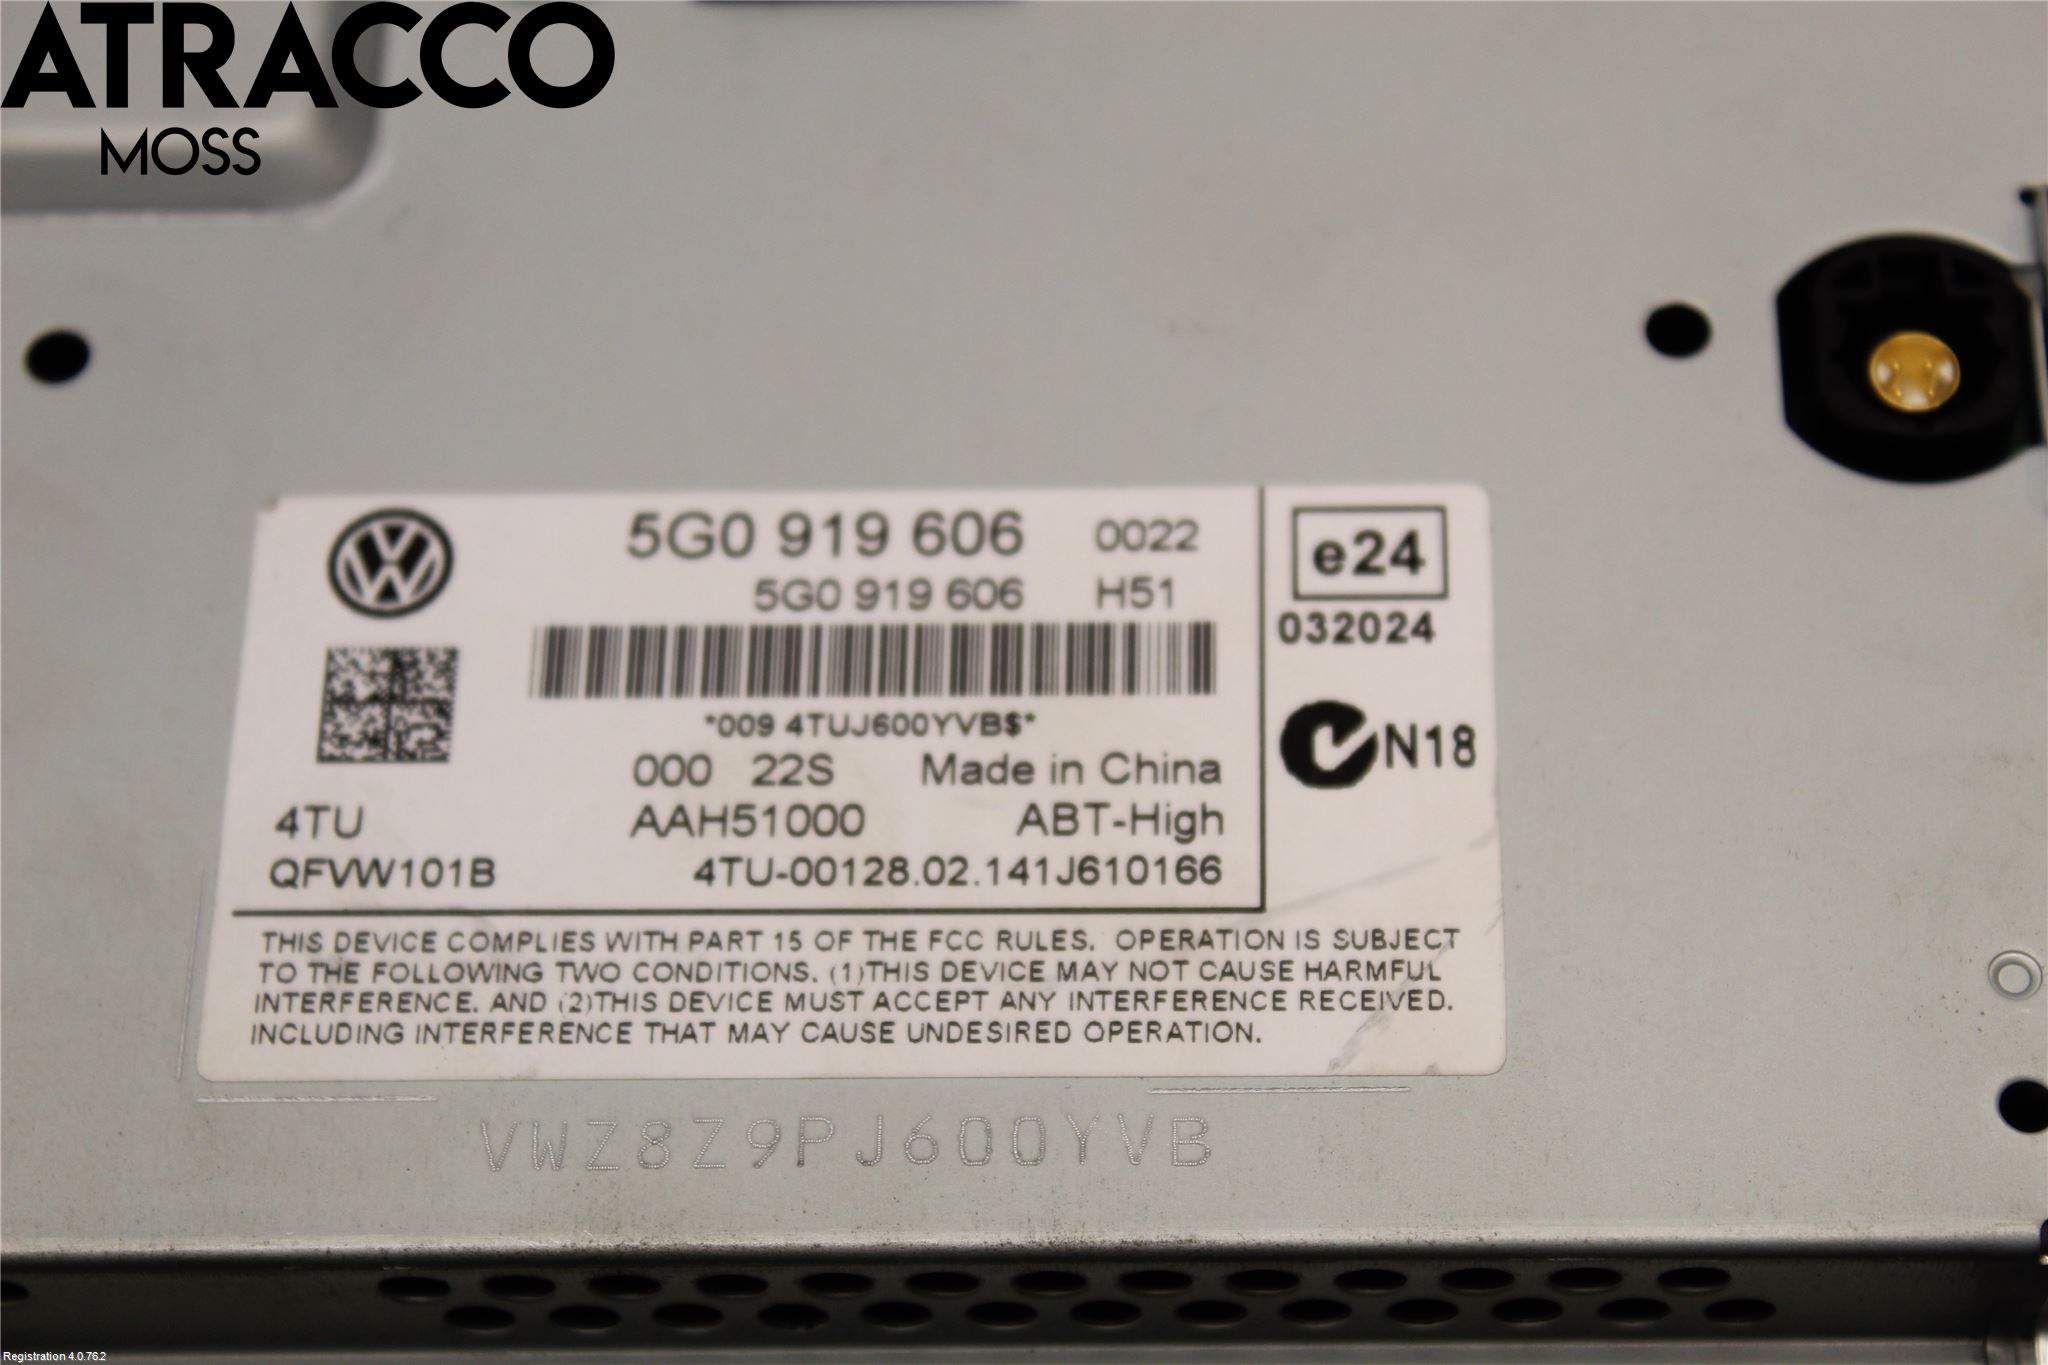 ATRACCO
MOSS
5G0 919 606 0022
5G0 919 606 H51
e24
032024
*009 4TUJ600YVB$*
N18
000 22S Made in China
4TU AAH51000 ABT-High
QFVW101B 4TU-00128.02.141J610166
THIS DEVICE COMPLIES WITH PART 15 OF THE FCC RULES. OPERATION IS SUBJECT
TO THE FOLLOWING TWO CONDITIONS. (1)THIS DEVICE MAY NOT CAUSE HARMFUL
INTERFERENCE. AND (2)THIS DEVICE MUST ACCEPT ANY INTERFERENCE RECEIVED.
INCLUDING INTERFERENCE THAT MAY CAUSE UNDESIRED OPERATION.
VWZ8Z9PJ600YVB
Registration 4.0.76.2